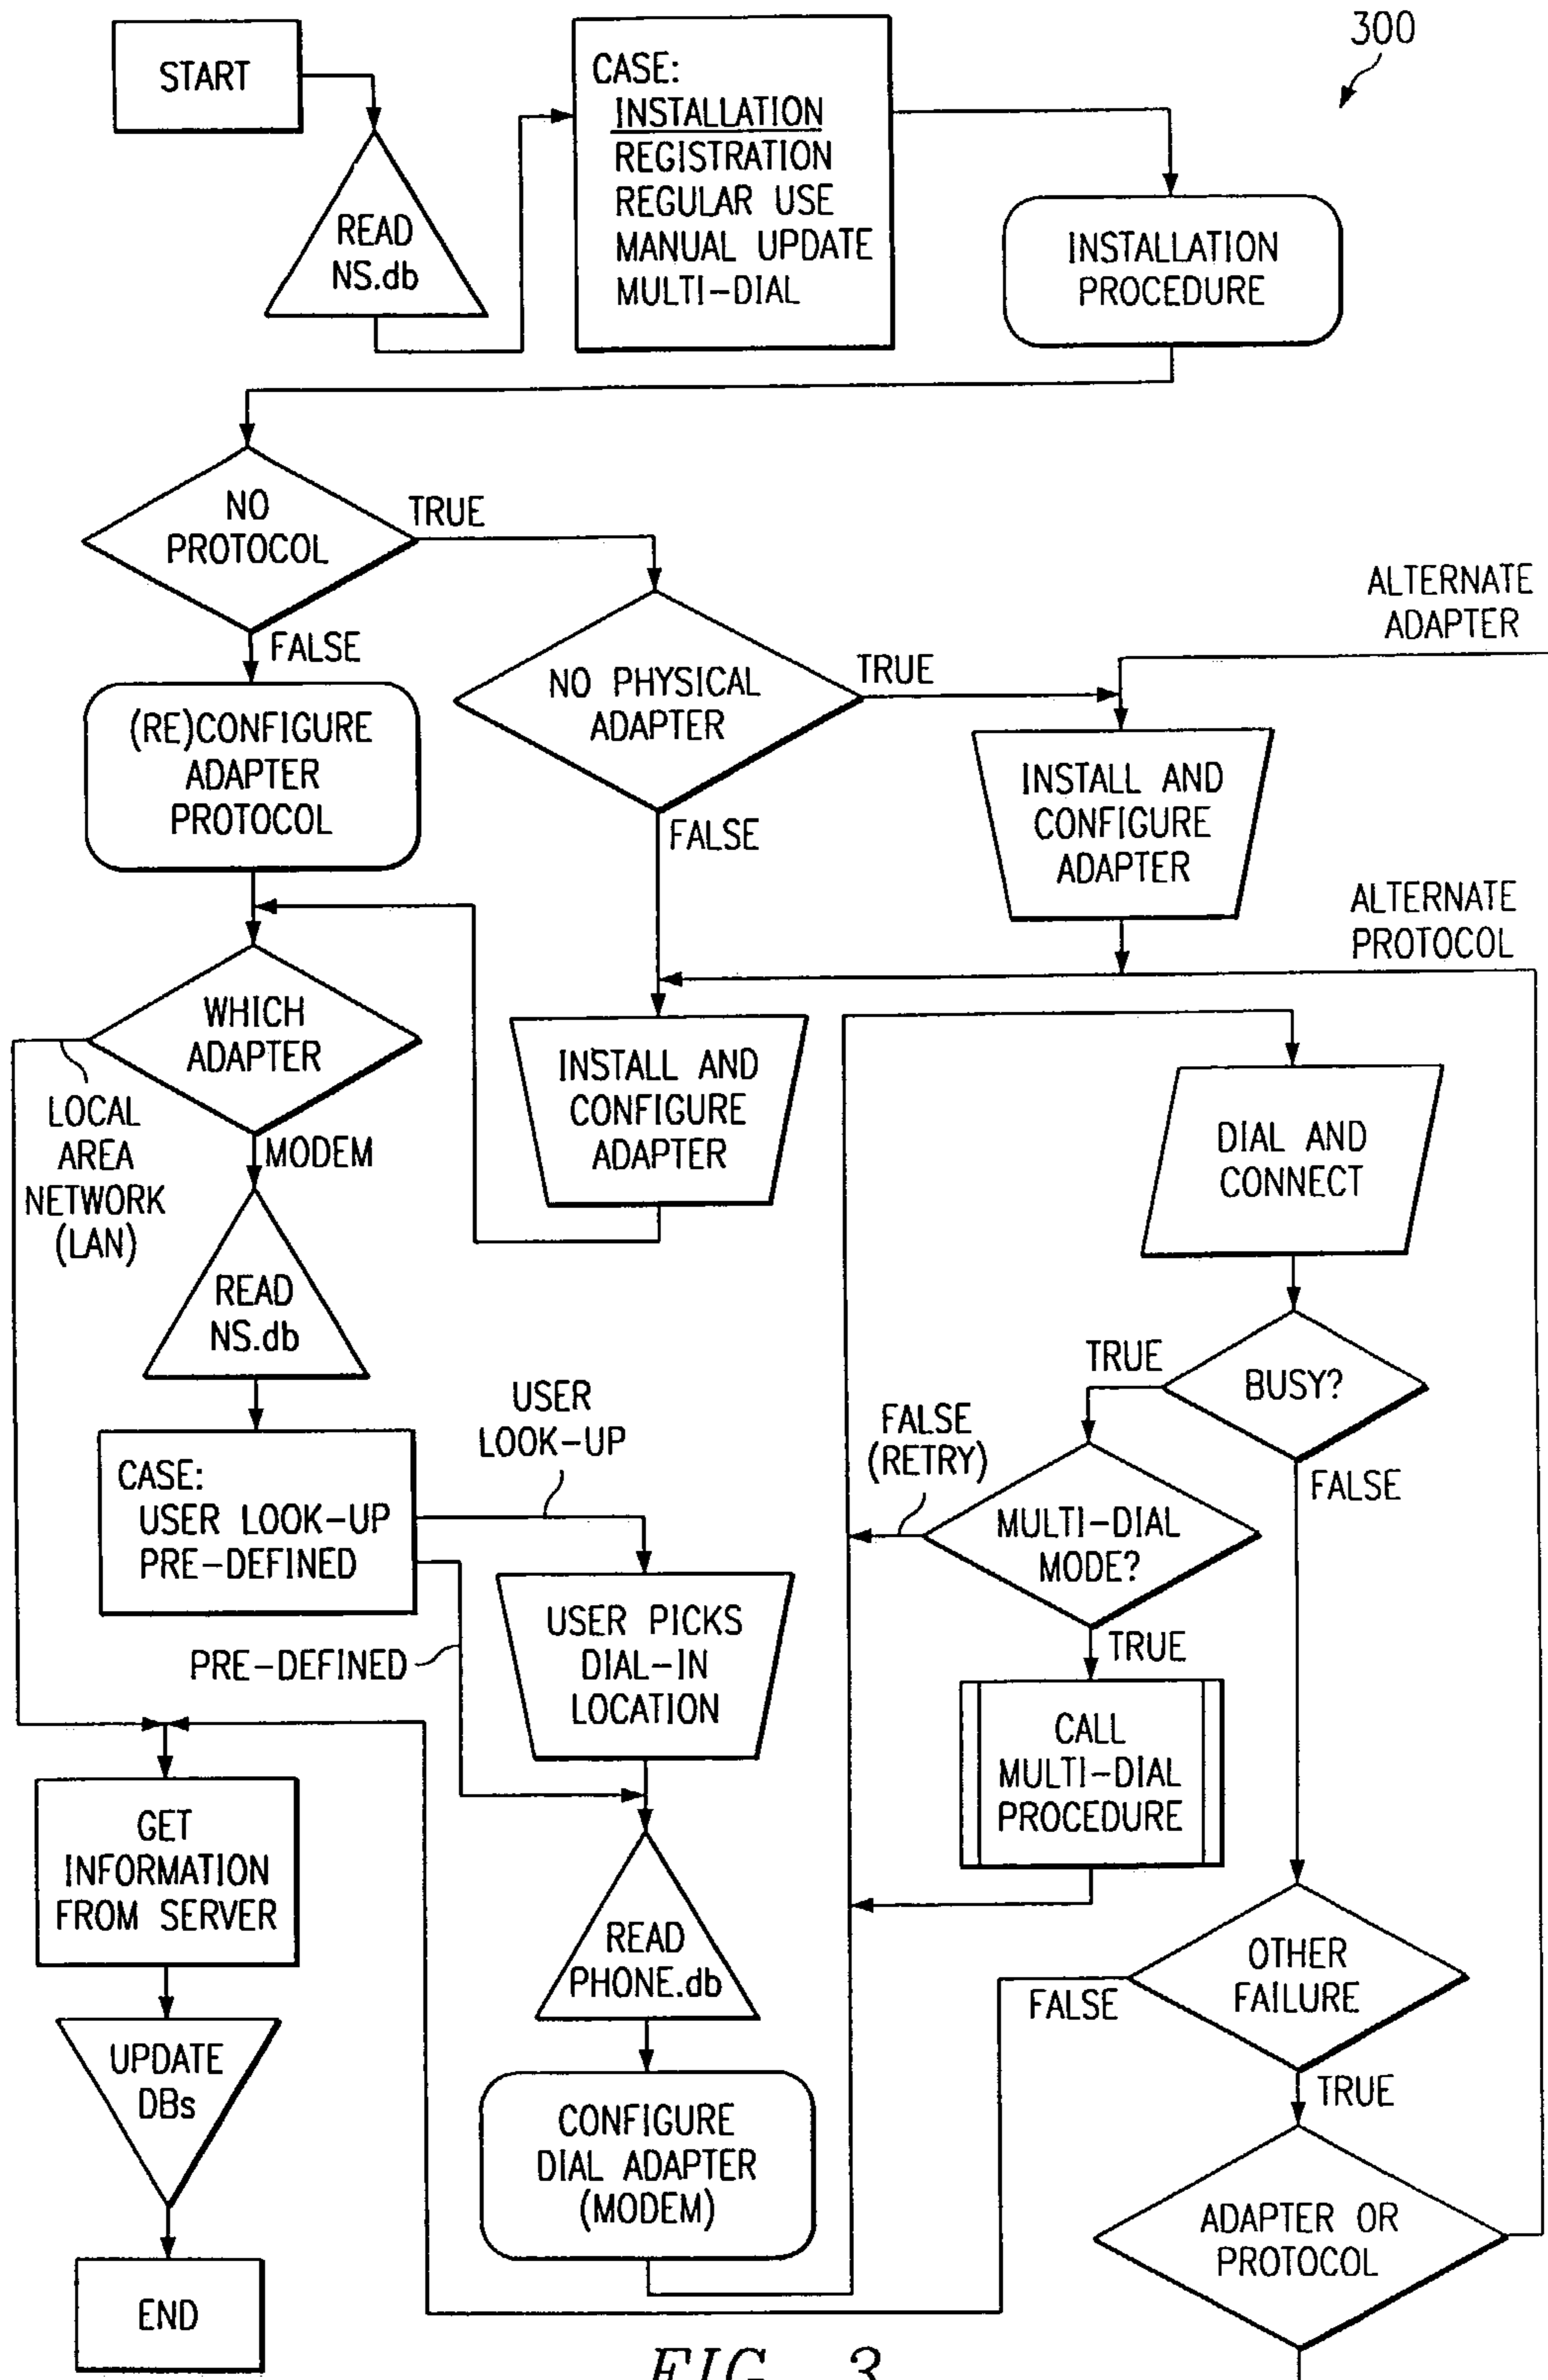 300
START
READ
NS.db
CASE:
INSTALLATION
REGISTRATION
REGULAR USE
MANUAL UPDATE
MULTI-DIAL
INSTALLATION
PROCEDURE
NO
PROTOCOL
TRUE
FALSE
NO PHYSICAL
ADAPTER
TRUE
FALSE
ALTERNATE
ADAPTER
(RE)CONFIGURE
ADAPTER
PROTOCOL
INSTALL AND
CONFIGURE
ADAPTER
ALTERNATE
PROTOCOL
WHICH
ADAPTER
LOCAL
AREA
NETWORK
(LAN)
MODEM
INSTALL AND
CONFIGURE
ADAPTER
DIAL AND
CONNECT
READ
NS.db
BUSY?
TRUE
FALSE
USER
LOOK-UP
FALSE
(RETRY)
CASE:
USER LOOK-UP
PRE-DEFINED
MULTI-DIAL
MODE?
TRUE
PRE-DEFINED
USER PICKS
DIAL-IN
LOCATION
CALL
MULTI-DIAL
PROCEDURE
GET
INFORMATION
FROM SERVER
READ
PHONE.db
OTHER
FAILURE
FALSE
TRUE
UPDATE
DBs
CONFIGURE
DIAL ADAPTER
(MODEM)
ADAPTER OR
PROTOCOL
END
FIG. 3